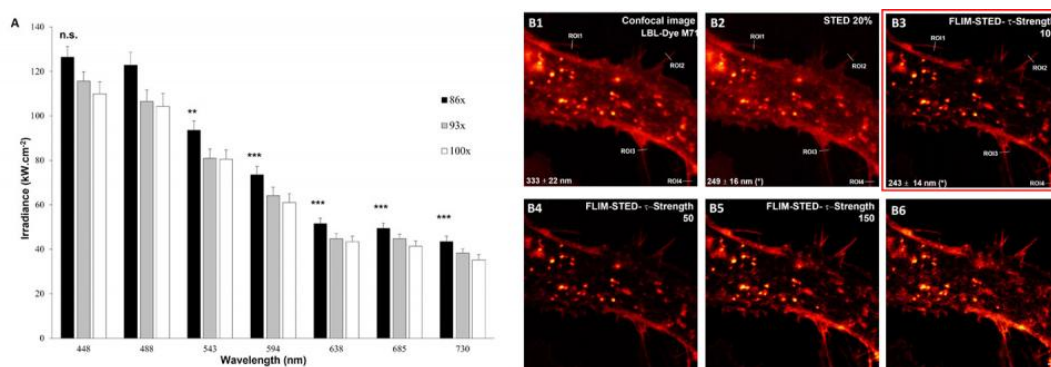 A
Irradiance (kW.cm-2)
140
120
100
80
60
40
20
0
n.s.
**
***
***
***
***
86x
93x
100x
448 488 543 594 638 685 730
Wavelength (nm)
B1
Confocal image
LBL-Dye M71
ROI1
ROI2
ROI3
ROI4
333 ± 22 nm
B2
STED 20%
ROI1
ROI2
ROI3
ROI4
249 ± 16 nm (*)
B3
FLIM-STED- τ-Strength
10
ROI1
ROI2
ROI3
ROI4
243 ± 14 nm (*)
B4
FLIM-STED- τ-Strength
50
B5
FLIM-STED- τ-Strength
150
B6